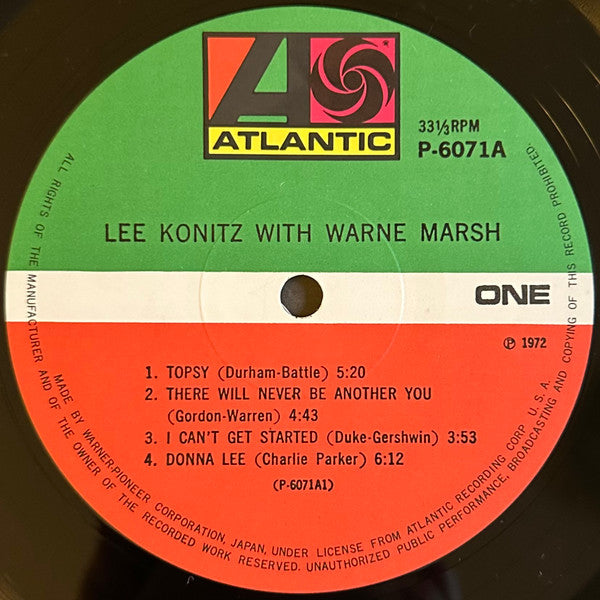 ATLANTIC
33⅓RPM
P-6071A
LEE KONITZ WITH WARNE MARSH
ONE
℗ 1972
1. TOPSY (Durham-Battle) 5:20
2. THERE WILL NEVER BE ANOTHER YOU
(Gordon-Warren) 4:43
3. I CAN'T GET STARTED (Duke-Gershwin) 3:53
4. DONNA LEE (Charlie Parker) 6:12
(P-6071A1)
MADE BY WARNER-PIONEER CORPORATION, JAPAN, UNDER LICENSE FROM ATLANTIC RECORDING CORP. U.S.A.
ALL RIGHTS OF THE MANUFACTURER AND OF THE OWNER OF THE RECORDED WORK RESERVED. UNAUTHORIZED PUBLIC PERFORMANCE, BROADCASTING AND COPYING OF THIS RECORD PROHIBITED.